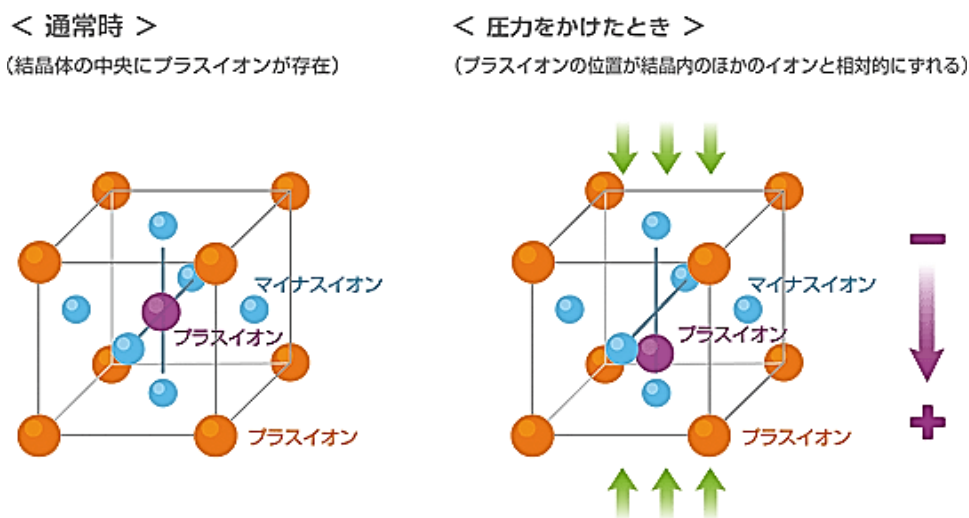 ＜ 通常時 ＞
（結晶体の中央にプラスイオンが存在）
＜ 圧力をかけたとき ＞
（プラスイオンの位置が結晶内のほかのイオンと相対的にずれる）
マイナスイオン
プラスイオン
プラスイオン
マイナスイオン
プラスイオン
プラスイオン
−
+